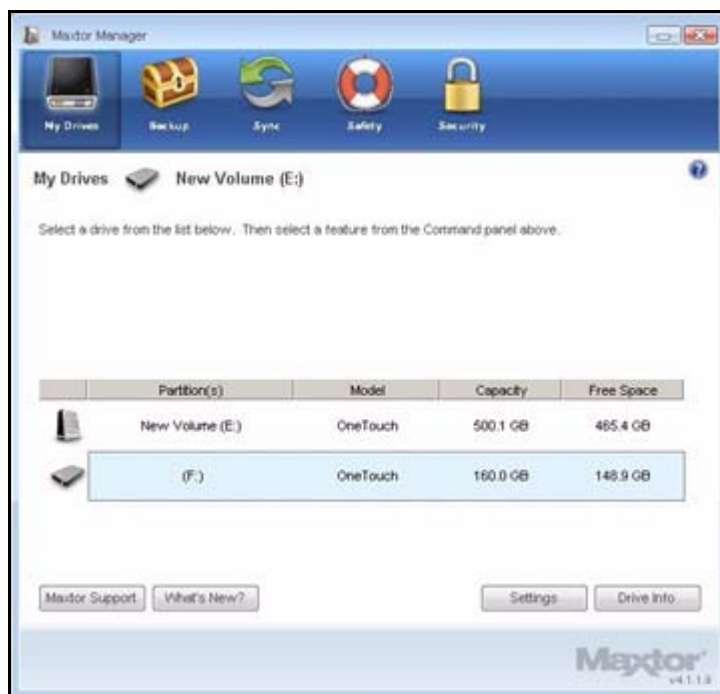 Maxtor Manager
My Drives Backup Sync Safety Security
My Drives New Volume (E:)
?
Select a drive from the list below. Then select a feature from the Command panel above.
Partition(s) Model Capacity Free Space
New Volume (E:) OneTouch 500.1 GB 465.4 GB
(F:) OneTouch 160.0 GB 148.9 GB
Maxtor Support What's New? Settings Drive Info
Maxtor